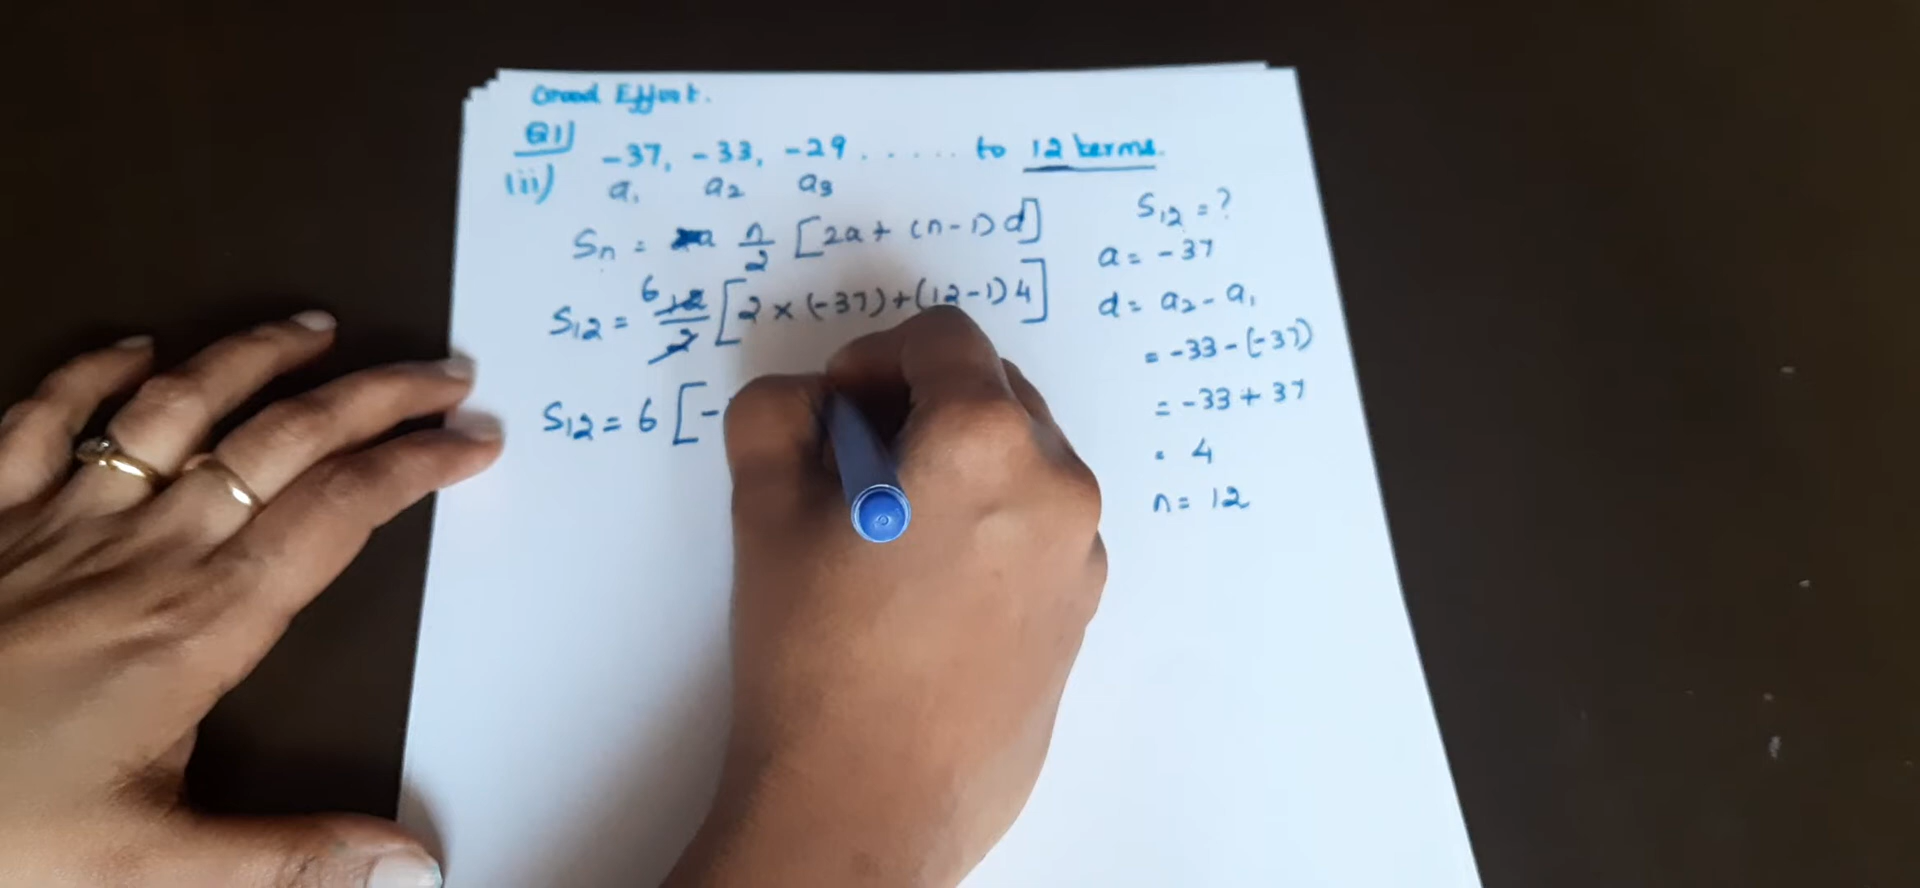 Good Effort.
Q1)
(ii) -37, -33, -29 . . . . . . to 12 terms.
a₁ a₂ a₃
Sn = n/2 [2a + (n-1) d]
S₁₂ = 6 12/2 [2 × (-37) + (12-1) 4]
S₁₂ = 6 [-
S₁₂ = ?
a = -37
d = a₂ - a₁
= -33 - (-37)
= -33 + 37
= 4
n = 12